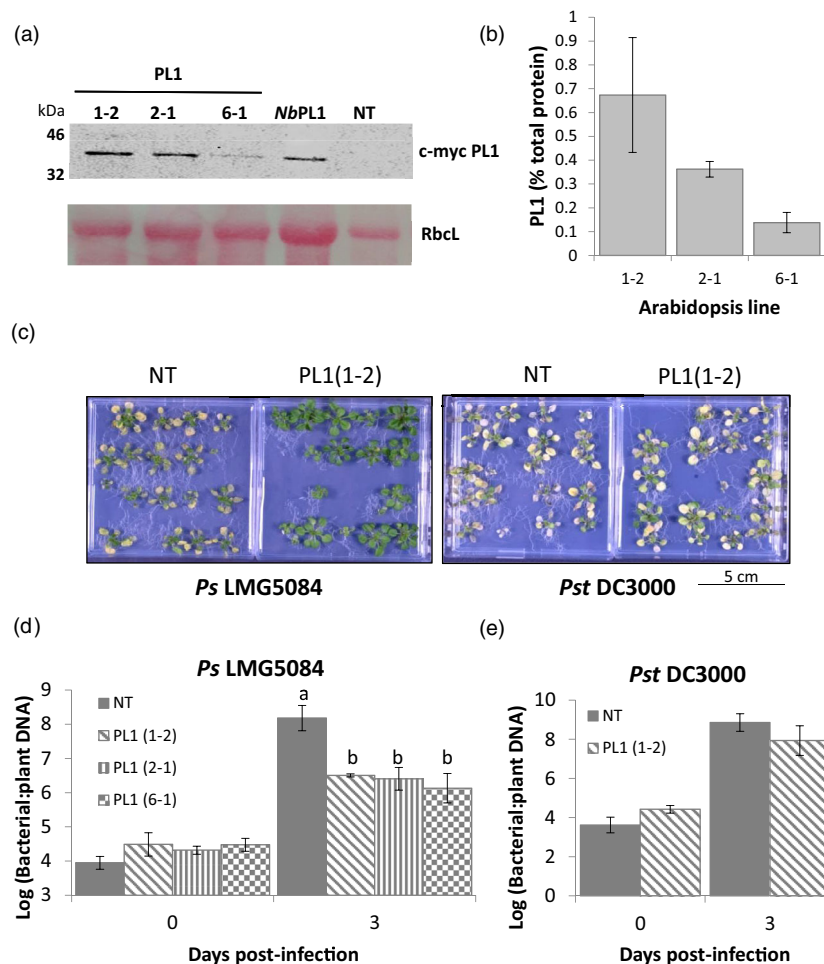 (a)
PL1
kDa 1-2 2-1 6-1 NbPL1 NT
46
32
c-myc PL1
RbcL
(b)
PL1 (% total protein)
1
0.9
0.8
0.7
0.6
0.5
0.4
0.3
0.2
0.1
0
1-2 2-1 6-1
Arabidopsis line
(c)
NT PL1(1-2) NT PL1(1-2)
Ps LMG5084 Pst DC3000
5 cm
(d)
Ps LMG5084
Log (Bacterial:plant DNA)
9
8
7
6
5
4
3
NT
PL1 (1-2)
PL1 (2-1)
PL1 (6-1)
a
b b b
0 3
Days post-infection
(e)
Pst DC3000
Log (Bacterial:plant DNA)
10
8
6
4
2
0
NT
PL1 (1-2)
0 3
Days post-infection